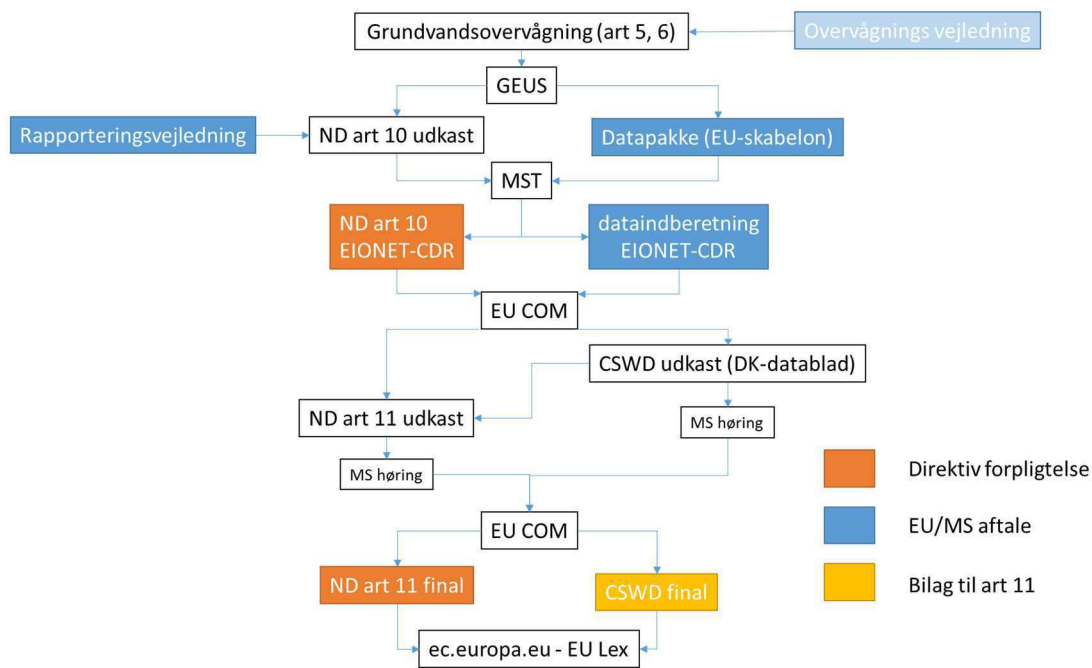 Grundvandsovervågning (art 5, 6)
Overvågnings vejledning
GEUS
Rapporteringsvejledning
ND art 10 udkast
Datapakke (EU-skabelon)
MST
ND art 10
EIONET-CDR
dataindberetning
EIONET-CDR
EU COM
CSWD udkast (DK-datablad)
ND art 11 udkast
MS høring
MS høring
EU COM
ND art 11 final
CSWD final
ec.europa.eu - EU Lex
Direktiv forpligtelse
EU/MS aftale
Bilag til art 11